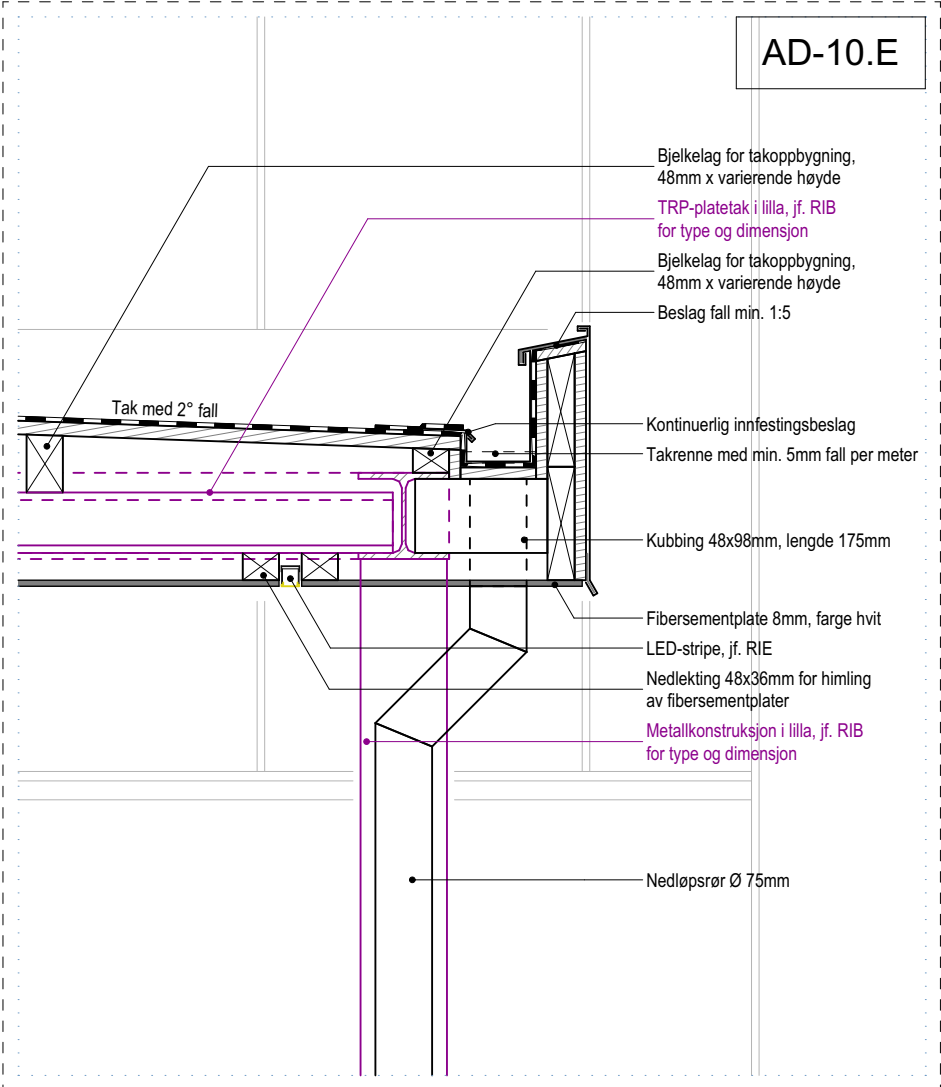 AD-10.E
Bjelkelag for takoppbygning,
48mm x varierende høyde
TRP-platetak i lilla, jf. RIB
for type og dimensjon
Bjelkelag for takoppbygning,
48mm x varierende høyde
Beslag fall min. 1:5
Tak med 2° fall
Kontinuerlig innfestingsbeslag
Takrenne med min. 5mm fall per meter
Kubbing 48x98mm, lengde 175mm
Fibersementplate 8mm, farge hvit
LED-stripe, jf. RIE
Nedlekting 48x36mm for himling
av fibersementplater
Metallkonstruksjon i lilla, jf. RIB
for type og dimensjon
Nedløpsrør Ø 75mm